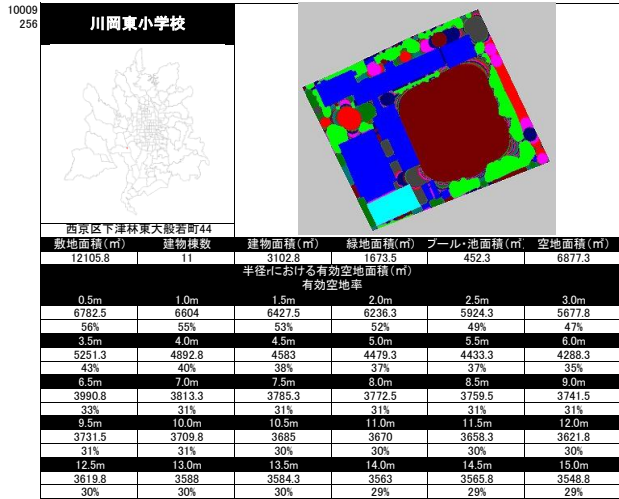 10009
256
川岡東小学校
西京区下津林東大般若町44
敷地面積(㎡) 建物棟数 建物面積(㎡) 緑地面積(㎡) プール・池面積(㎡) 空地面積(㎡)
12105.8 11 3102.8 1673.5 452.3 6877.3
半径rにおける有効空地面積(㎡)
有効空地率
0.5m 1.0m 1.5m 2.0m 2.5m 3.0m
6782.5 6604 6427.5 6236.3 5924.3 5677.8
56% 55% 53% 52% 49% 47%
3.5m 4.0m 4.5m 5.0m 5.5m 6.0m
5251.3 4892.8 4583 4479.3 4433.3 4288.3
43% 40% 38% 37% 37% 35%
6.5m 7.0m 7.5m 8.0m 8.5m 9.0m
3990.8 3813.3 3785.3 3772.5 3759.5 3741.5
33% 31% 31% 31% 31% 31%
9.5m 10.0m 10.5m 11.0m 11.5m 12.0m
3731.5 3709.8 3685 3670 3658.3 3621.8
31% 31% 30% 30% 30% 30%
12.5m 13.0m 13.5m 14.0m 14.5m 15.0m
3619.8 3588 3584.3 3563 3565.8 3548.8
30% 30% 30% 29% 29% 29%